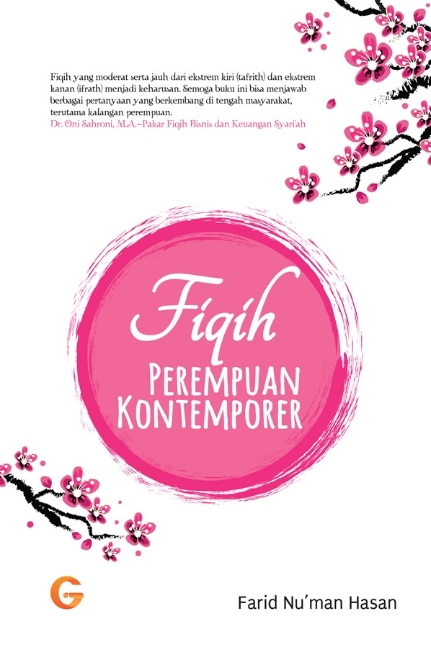 Fiqih yang moderat serta jauh dari ekstrem kiri (tafrith) dan ekstrem
kanan (ifrath) menjadi keharusan. Semoga buku ini bisa menjawab
berbagai pertanyaan yang berkembang di tengah masyarakat,
terutama kalangan perempuan.
Dr. Oni Sahroni, M.A.–Pakar Fiqih Bisnis dan Keuangan Syari'ah
Fiqih
PEREMPUAN
KONTEMPORER
G
Farid Nu'man Hasan